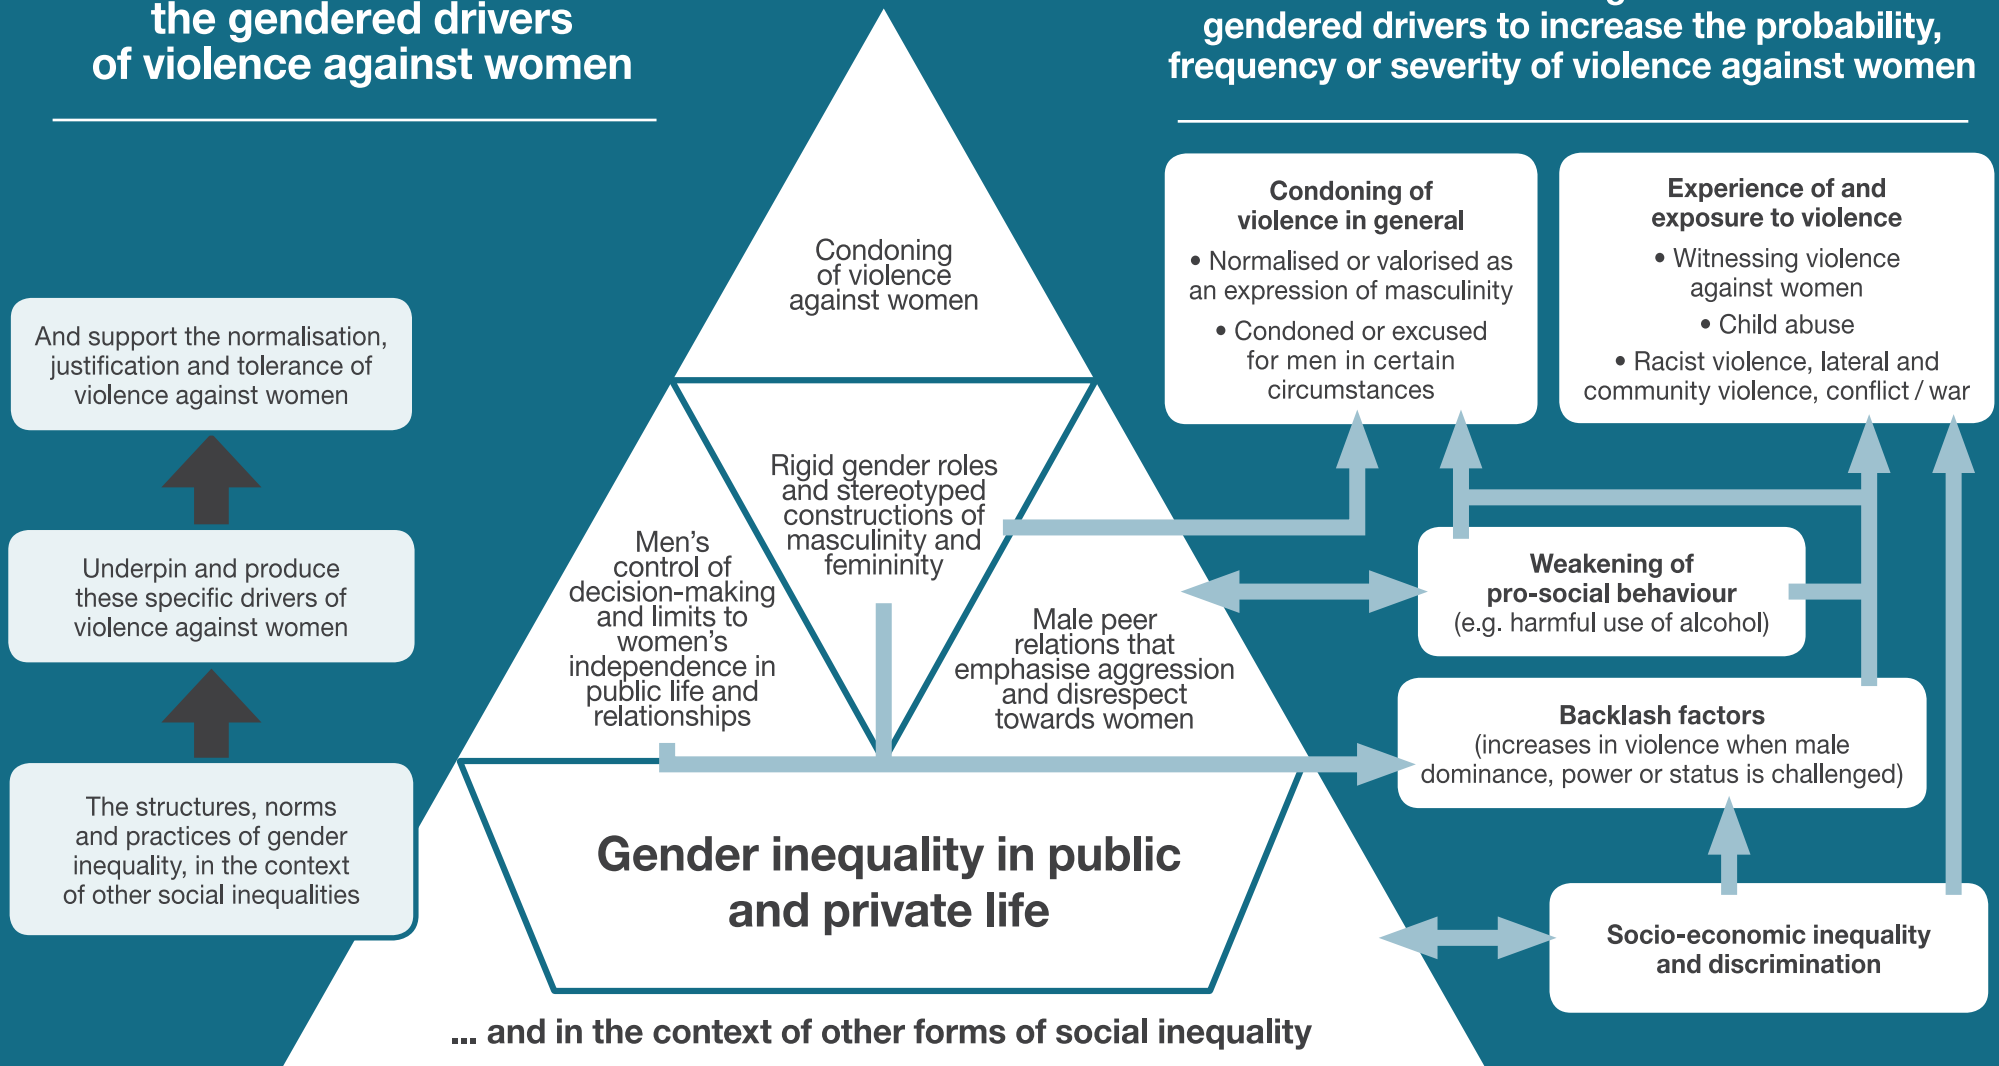 the gendered drivers
of violence against women
gendered drivers to increase the probability,
frequency or severity of violence against women
And support the normalisation,
justification and tolerance of
violence against women
Underpin and produce
these specific drivers of
violence against women
The structures, norms
and practices of gender
inequality, in the context
of other social inequalities
Condoning
of violence
against women
Men’s
control of
decision-making
and limits to
women’s
independence in
public life and
relationships
Rigid gender roles
and stereotyped
constructions of
masculinity and
femininity
Male peer
relations that
emphasise aggression
and disrespect
towards women
Gender inequality in public
and private life
... and in the context of other forms of social inequality
Condoning of
violence in general
• Normalised or valorised as
an expression of masculinity
• Condoned or excused
for men in certain
circumstances
Experience of and
exposure to violence
• Witnessing violence
against women
• Child abuse
• Racist violence, lateral and
community violence, conflict / war
Weakening of
pro-social behaviour
(e.g. harmful use of alcohol)
Backlash factors
(increases in violence when male
dominance, power or status is challenged)
Socio-economic inequality
and discrimination